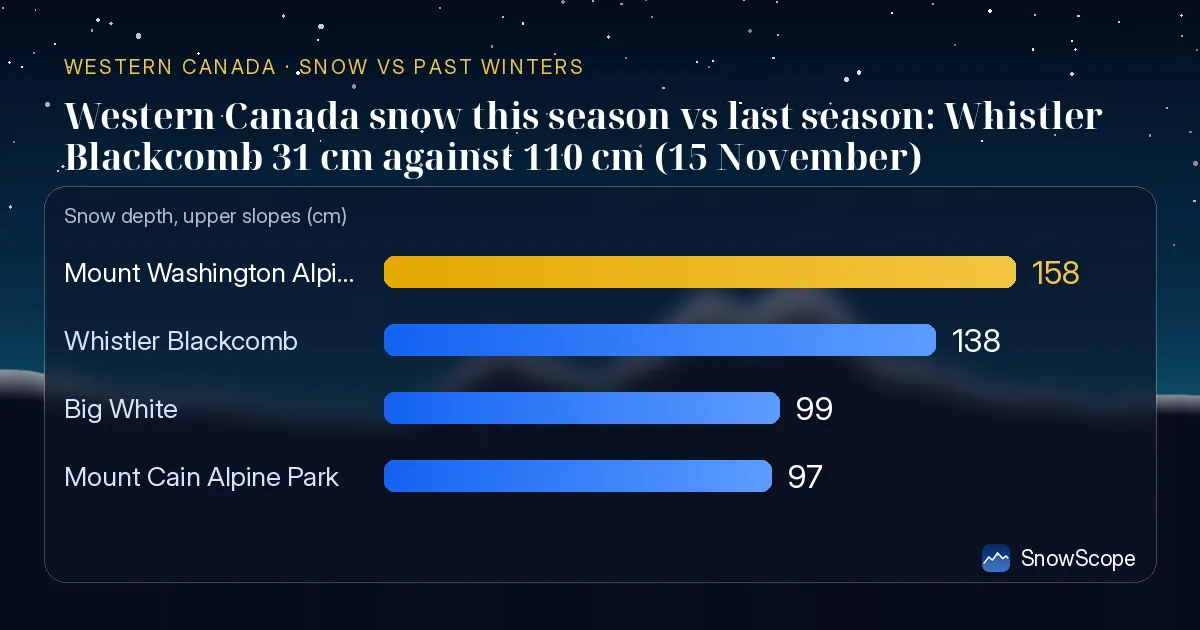 WESTERN CANADA · SNOW VS PAST WINTERS
Western Canada snow this season vs last season: Whistler
Blackcomb 31 cm against 110 cm (15 November)
Snow depth, upper slopes (cm)
Mount Washington Alpi... 158
Whistler Blackcomb 138
Big White 99
Mount Cain Alpine Park 97
SnowScope